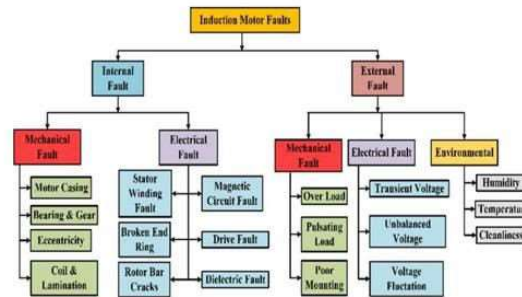 Induction Motor Faults
Internal
Fault
External
Fault
Mechanical
Fault
Electrical
Fault
Mechanical
Fault
Electrical Fault
Environmental
Motor Casing
Bearing & Gear
Eccentricity
Coil &
Lamination
Stator
Winding
Fault
Broken End
Ring
Rotor Bar
Cracks
Magnetic
Circuit Fault
Drive Fault
Dielectric Fault
Over Load
Pulsating
Load
Poor
Mounting
Transient Voltage
Unbalanced
Voltage
Voltage
Fluctation
Humidity
Temperatur
Cleanliness